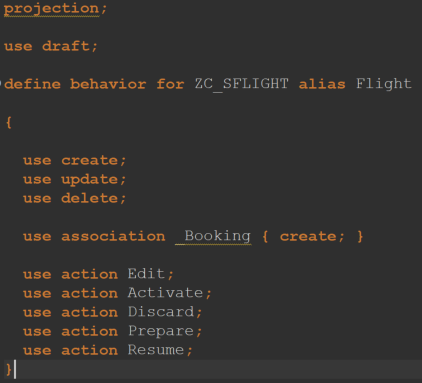 projection;
use draft;
define behavior for ZC_SFLIGHT alias Flight
{
use create;
use update;
use delete;
use association _Booking { create; }
use action Edit;
use action Activate;
use action Discard;
use action Prepare;
use action Resume;
}